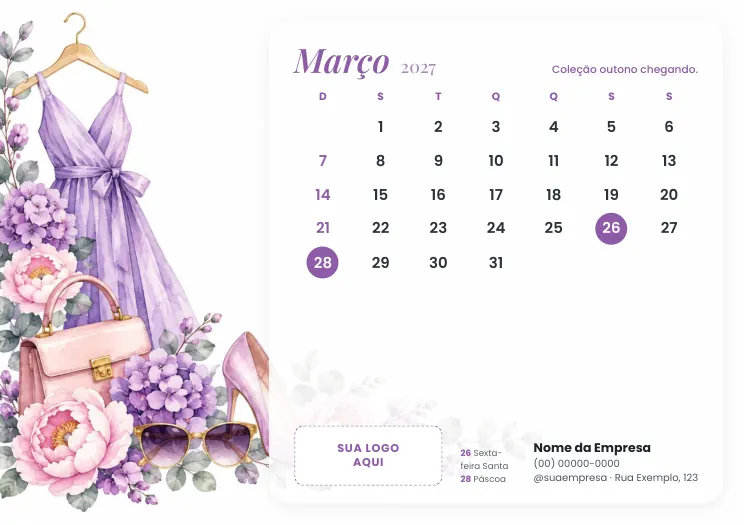 Março 2027
Coleção outono chegando.
D S T Q Q S S
1 2 3 4 5 6
7 8 9 10 11 12 13
14 15 16 17 18 19 20
21 22 23 24 25 26 27
28 29 30 31
SUA LOGO
AQUI
26 Sexta-
feira Santa
28 Páscoa
Nome da Empresa
(00) 00000-0000
@suaempresa · Rua Exemplo, 123